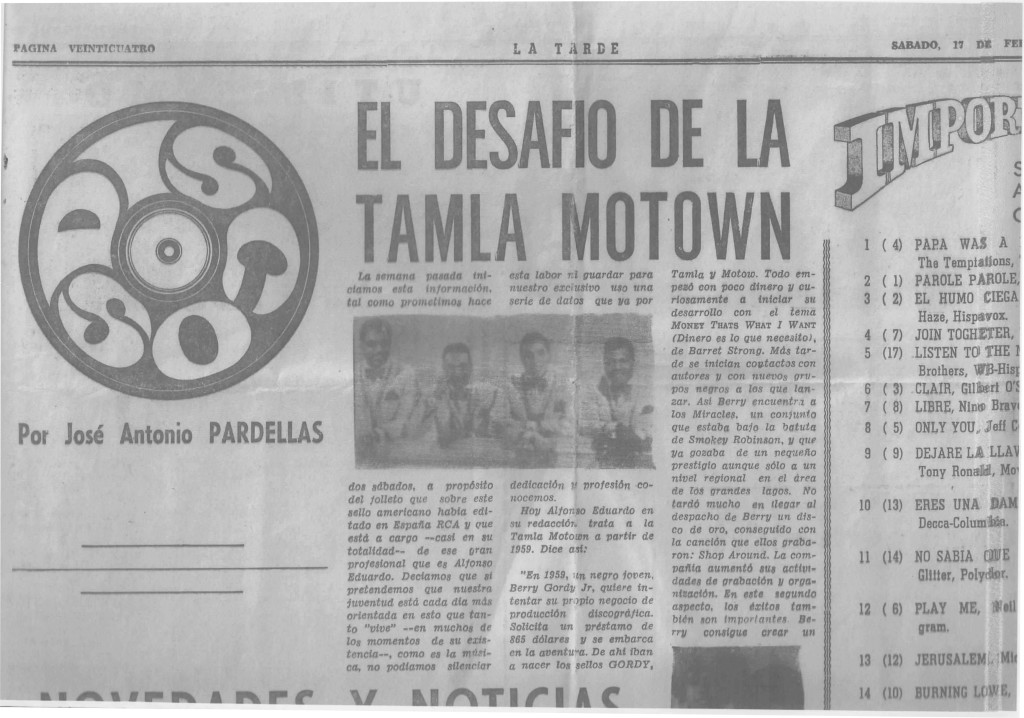 PAGINA VEINTICUATRO
LA TARDE
SABADO, 17 DE FE
DISCOS
Por José Antonio PARDELLAS
EL DESAFIO DE LA
TAMLA MOTOWN
La semana pasada ini-
ciamos esta información,
tal como prometimos hace
dos sábados, a propósito
del folleto que sobre este
sello americano había edi-
tado en España RCA y que
está a cargo —casi en su
totalidad— de ese gran
profesional que es Alfonso
Eduardo. Decíamos que si
pretendemos que nuestra
juventud está cada día más
orientada en esto que tan-
to "vive" —en muchos de
los momentos de su exis-
tencia—, como es la músi-
ca, no podíamos silenciar
esta labor ni guardar para
nuestro exclusivo uso una
serie de datos que ya por
dedicación y profesión co-
nocemos.
Hoy Alfonso Eduardo en
su redacción trata a la
Tamla Motown a partir de
1959. Dice así:
"En 1959, un negro joven,
Berry Gordy Jr, quiere in-
tentar su propio negocio de
producción discográfica.
Solicita un préstamo de
865 dólares y se embarca
en la aventura. De ahí iban
a nacer los sellos GORDY,
Tamla y Motow. Todo em-
pezó con poco dinero y cu-
riosamente a iniciar su
desarrollo con el tema
MONEY THATS WHAT I WANT
(Dinero es lo que necesito),
de Barret Strong. Más tar-
de se inician contactos con
autores y con nuevos gru-
pos negros a los que lan-
zar. Así Berry encuentra a
los Miracles, un conjunto
que estaba bajo la batuta
de Smokey Robinson, y que
ya gozaba de un pequeño
prestigio aunque sólo a un
nivel regional en el área
de los grandes lagos. No
tardó mucho en llegar al
despacho de Berry un dis-
co de oro, conseguido con
la canción que ellos graba-
ron: Shop Around. La com-
pañía aumentó sus activi-
dades de grabación y orga-
nización. En este segundo
aspecto, los éxitos tam-
bién son importantes. Be-
rry consigue crear un
IMPOR
S
A
1 ( 4) PAPA WAS A
The Temptations,
2 ( 1) PAROLE PAROLE,
3 ( 2) EL HUMO CIEGA
Haze, Hispavox.
4 ( 7) JOIN TOGHETER,
5 (17) LISTEN TO THE M
Brothers, WB-Hisp
6 ( 3) CLAIR, Gilbert O'S
7 ( 8) LIBRE, Nino Brav
8 ( 5) ONLY YOU, Jeff C
9 ( 9) DEJARE LA LLAV
Tony Ronald, Mo
10 (13) ERES UNA DAM
Decca-Columbia.
11 (14) NO SABIA QUE
Glitter, Polydor.
12 ( 6) PLAY ME, Neil
gram.
13 (12) JERUSALEM, Mi
14 (10) BURNING LOWE,
NOVEDADES Y NOTICIAS